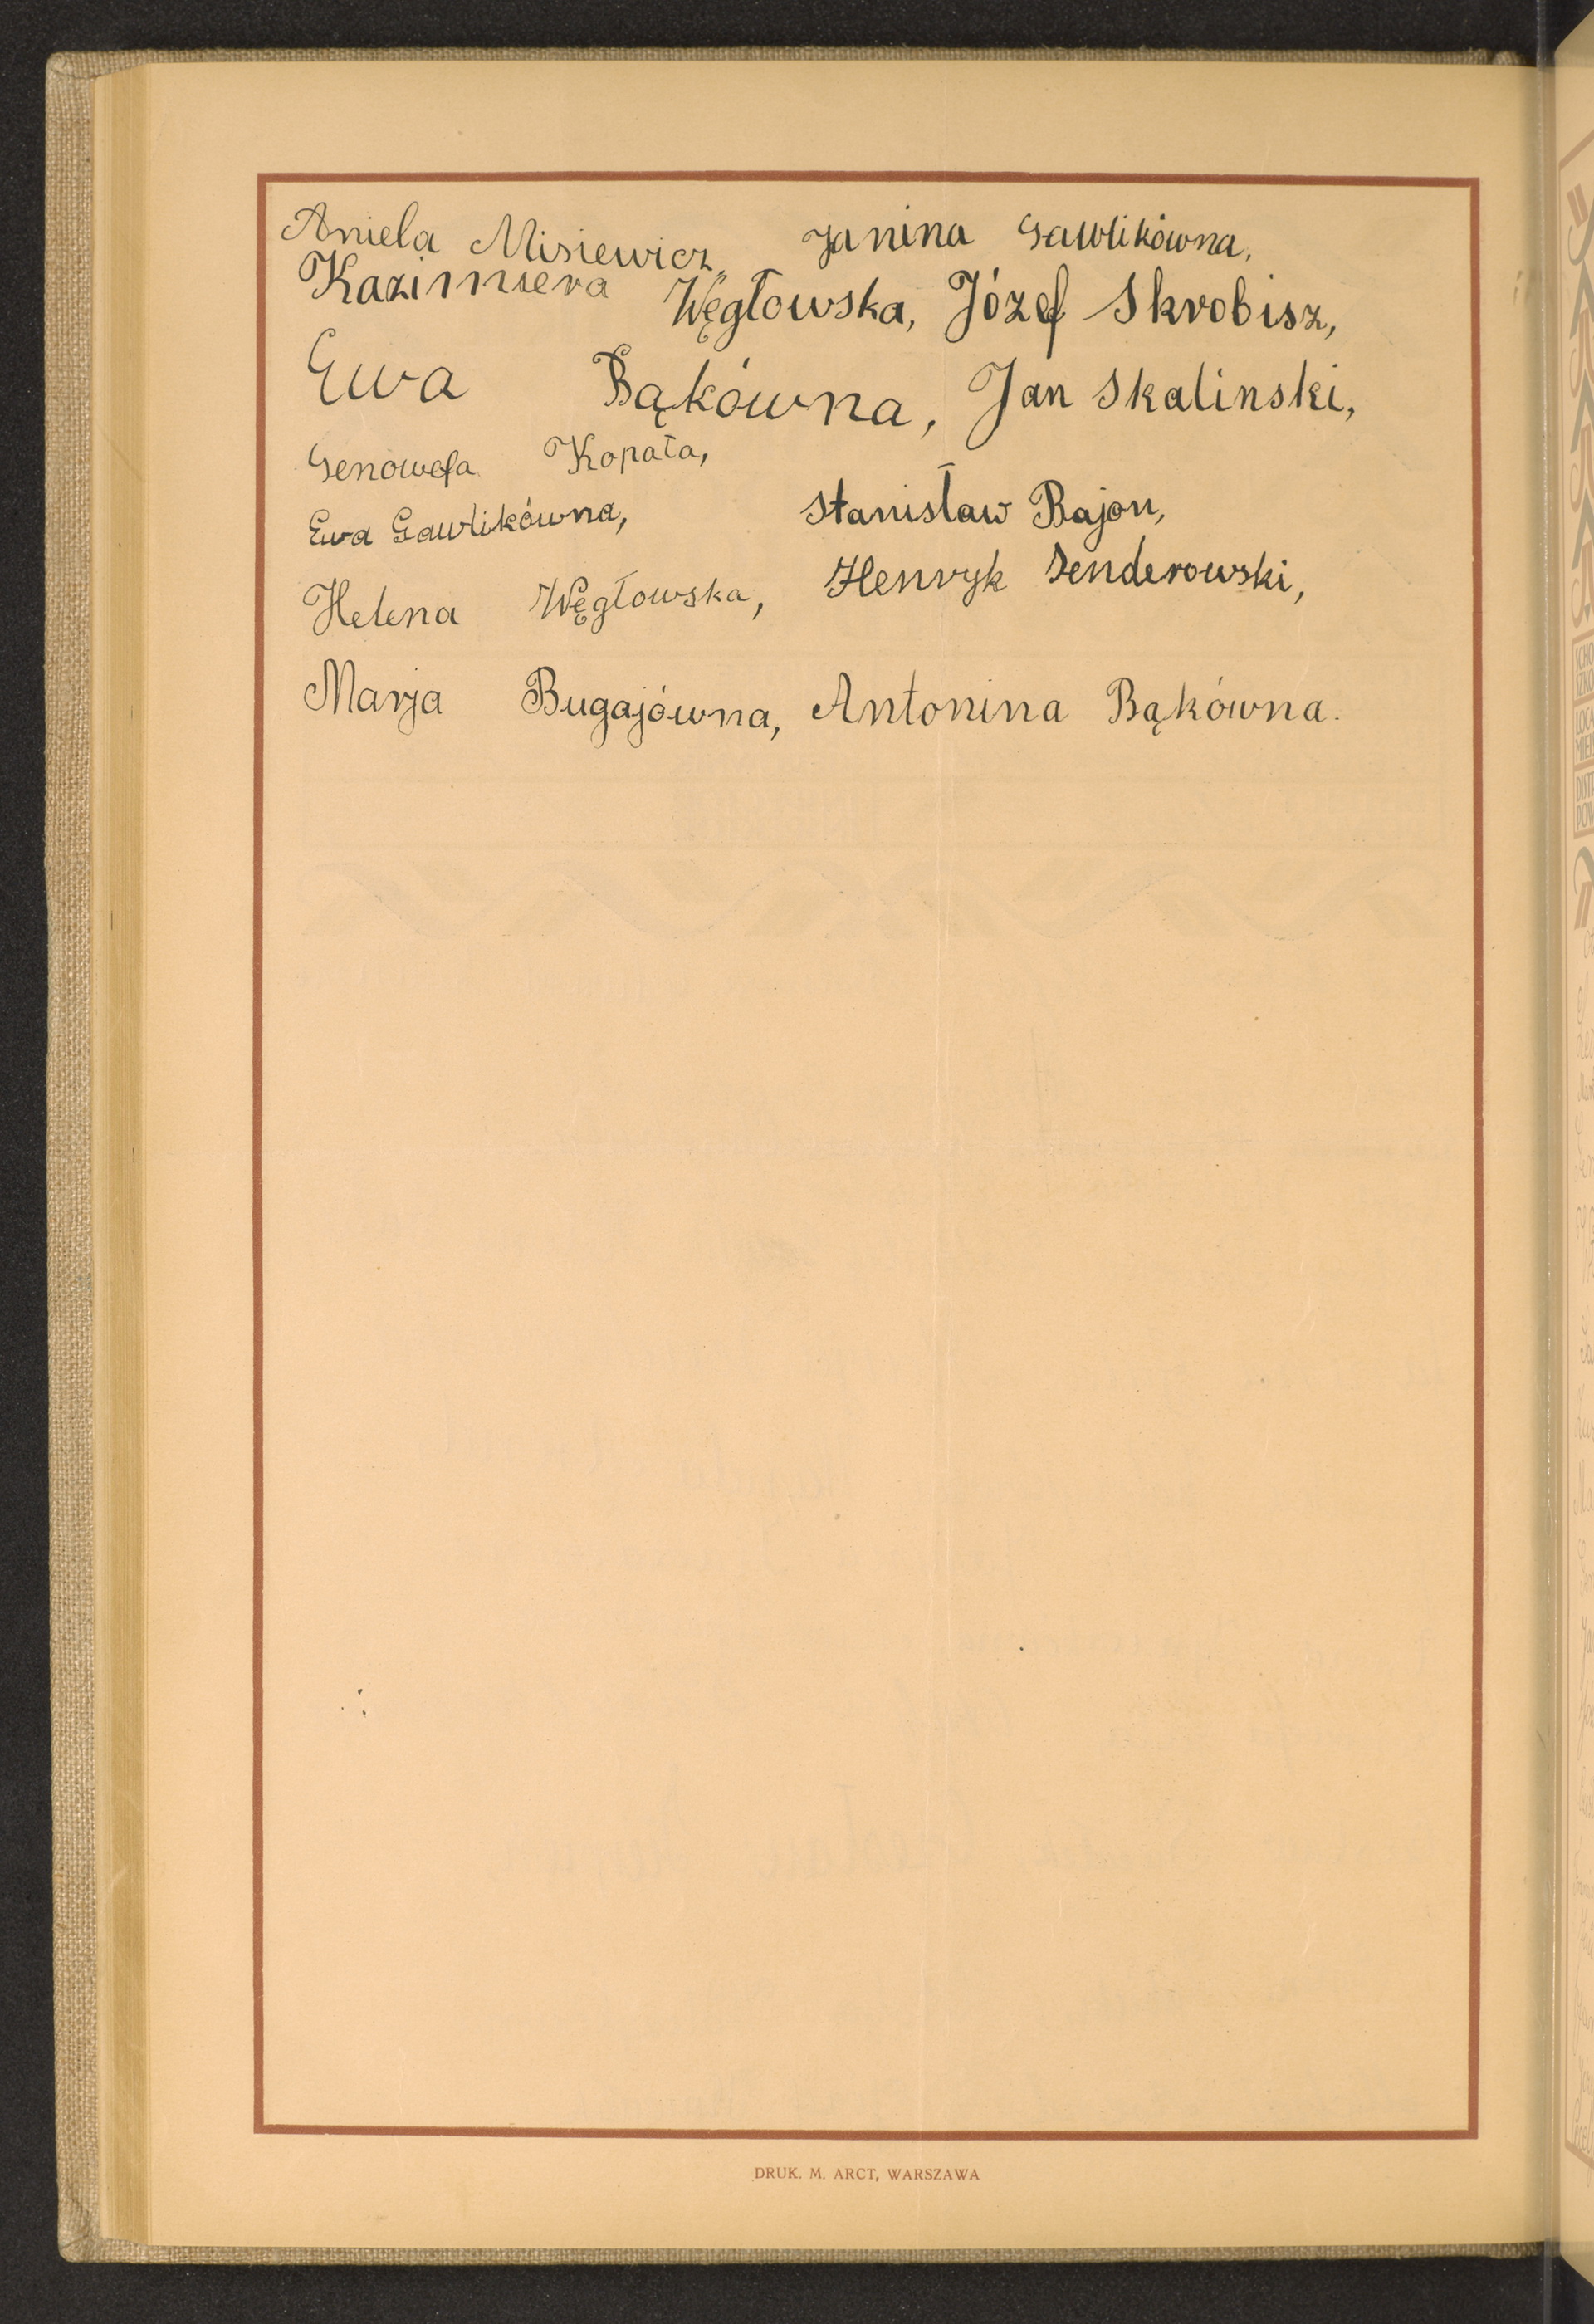 Aniela Misiewicz, Janina Gawlikówna,
Kazimiera Węgłowska, Józef Skrobisz,
Ewa Bąkówna, Jan Skalinski,
Genowefa Kopała,
Ewa Gawlikówna, Stanisław Bajon,
Helena Węgłowska, Henryk Senderowski,
Marja Bugajówna, Antonina Bąkówna.
DRUK. M. ARCT, WARSZAWA